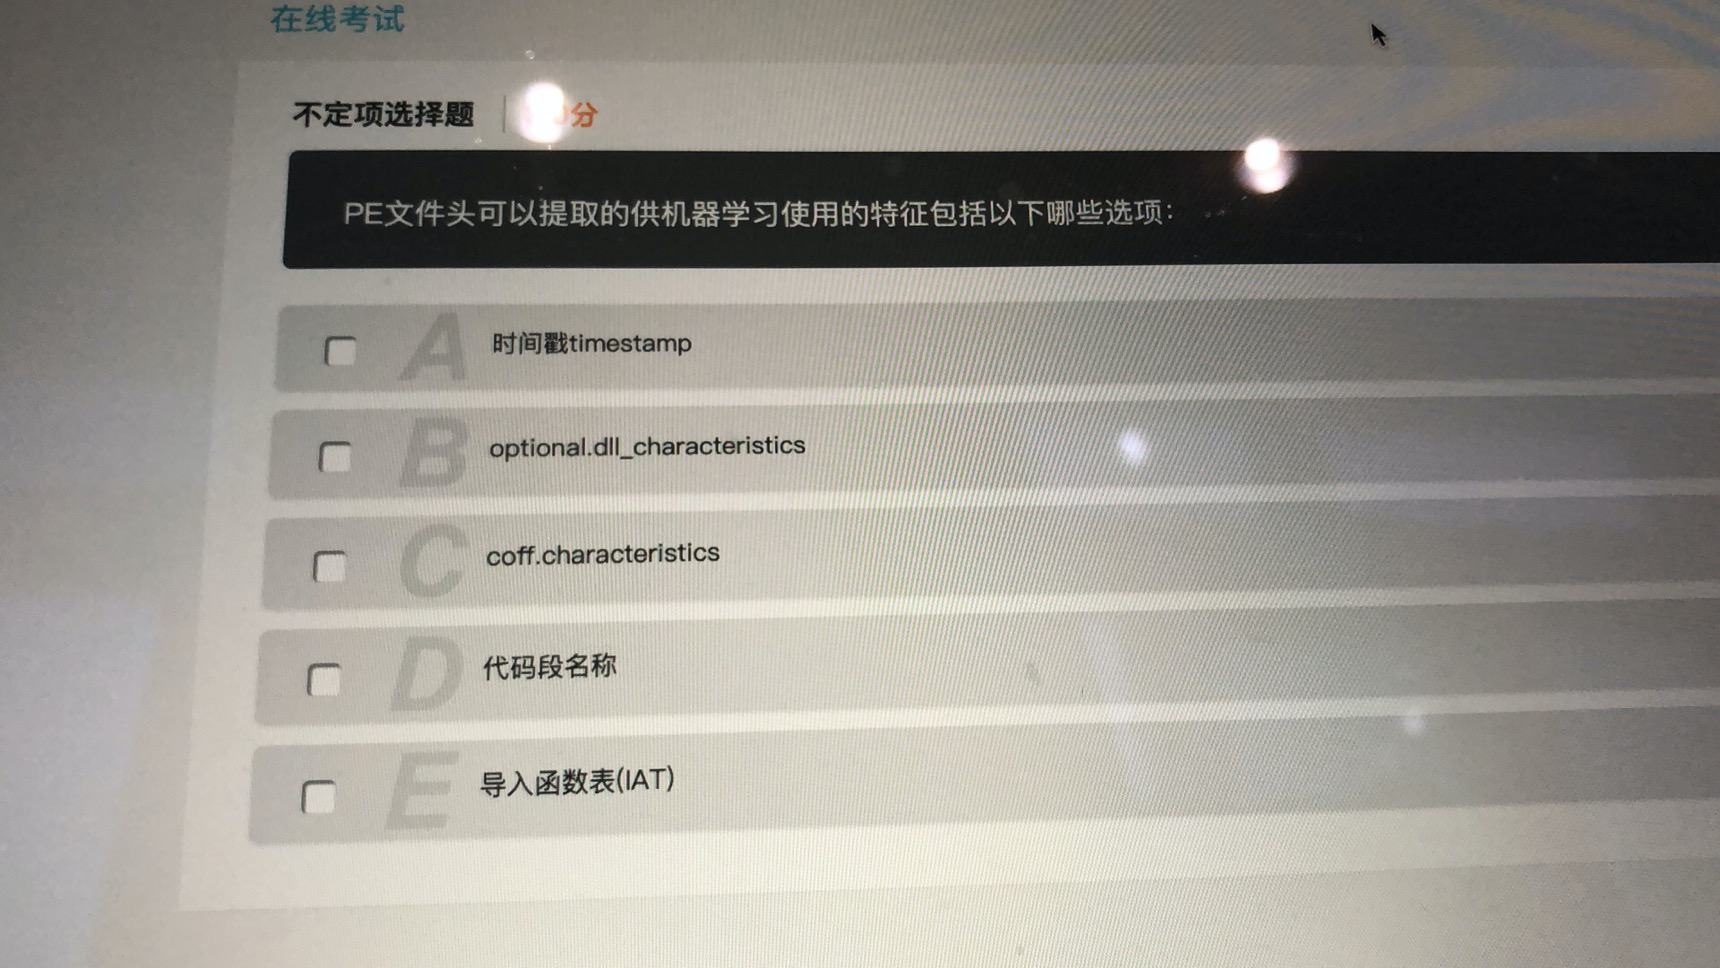 在线考试
不定项选择题
分
PE文件头可以提取的供机器学习使用的特征包括以下哪些选项：
A 时间戳timestamp
B optional.dll_characteristics
C coff.characteristics
D 代码段名称
E 导入函数表(IAT)